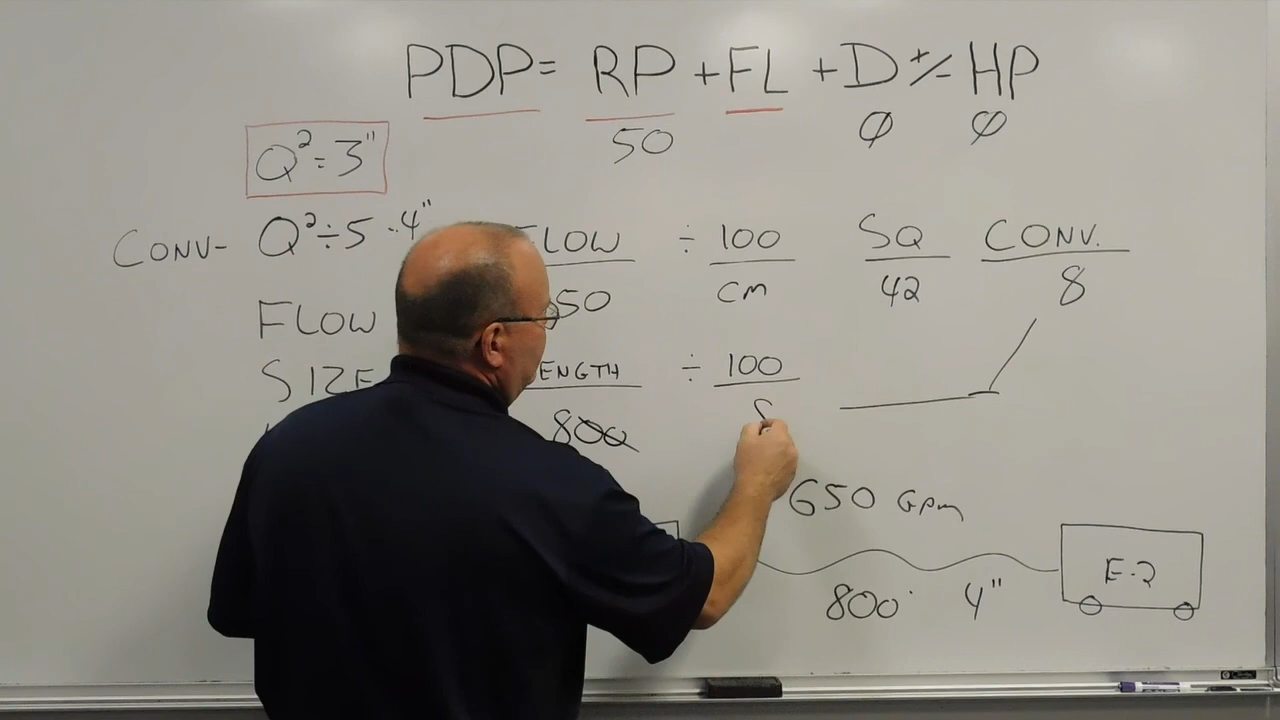 PDP= RP + FL + D +/- HP
50 Ø Ø
Q²=3"
CONV- Q²÷5 -4"
LOW ÷ 100 SQ CONV.
50 cm 42 8
FLOW
SIZE
ENGTH ÷ 100
800
650 GPM
800' 4"
E-2